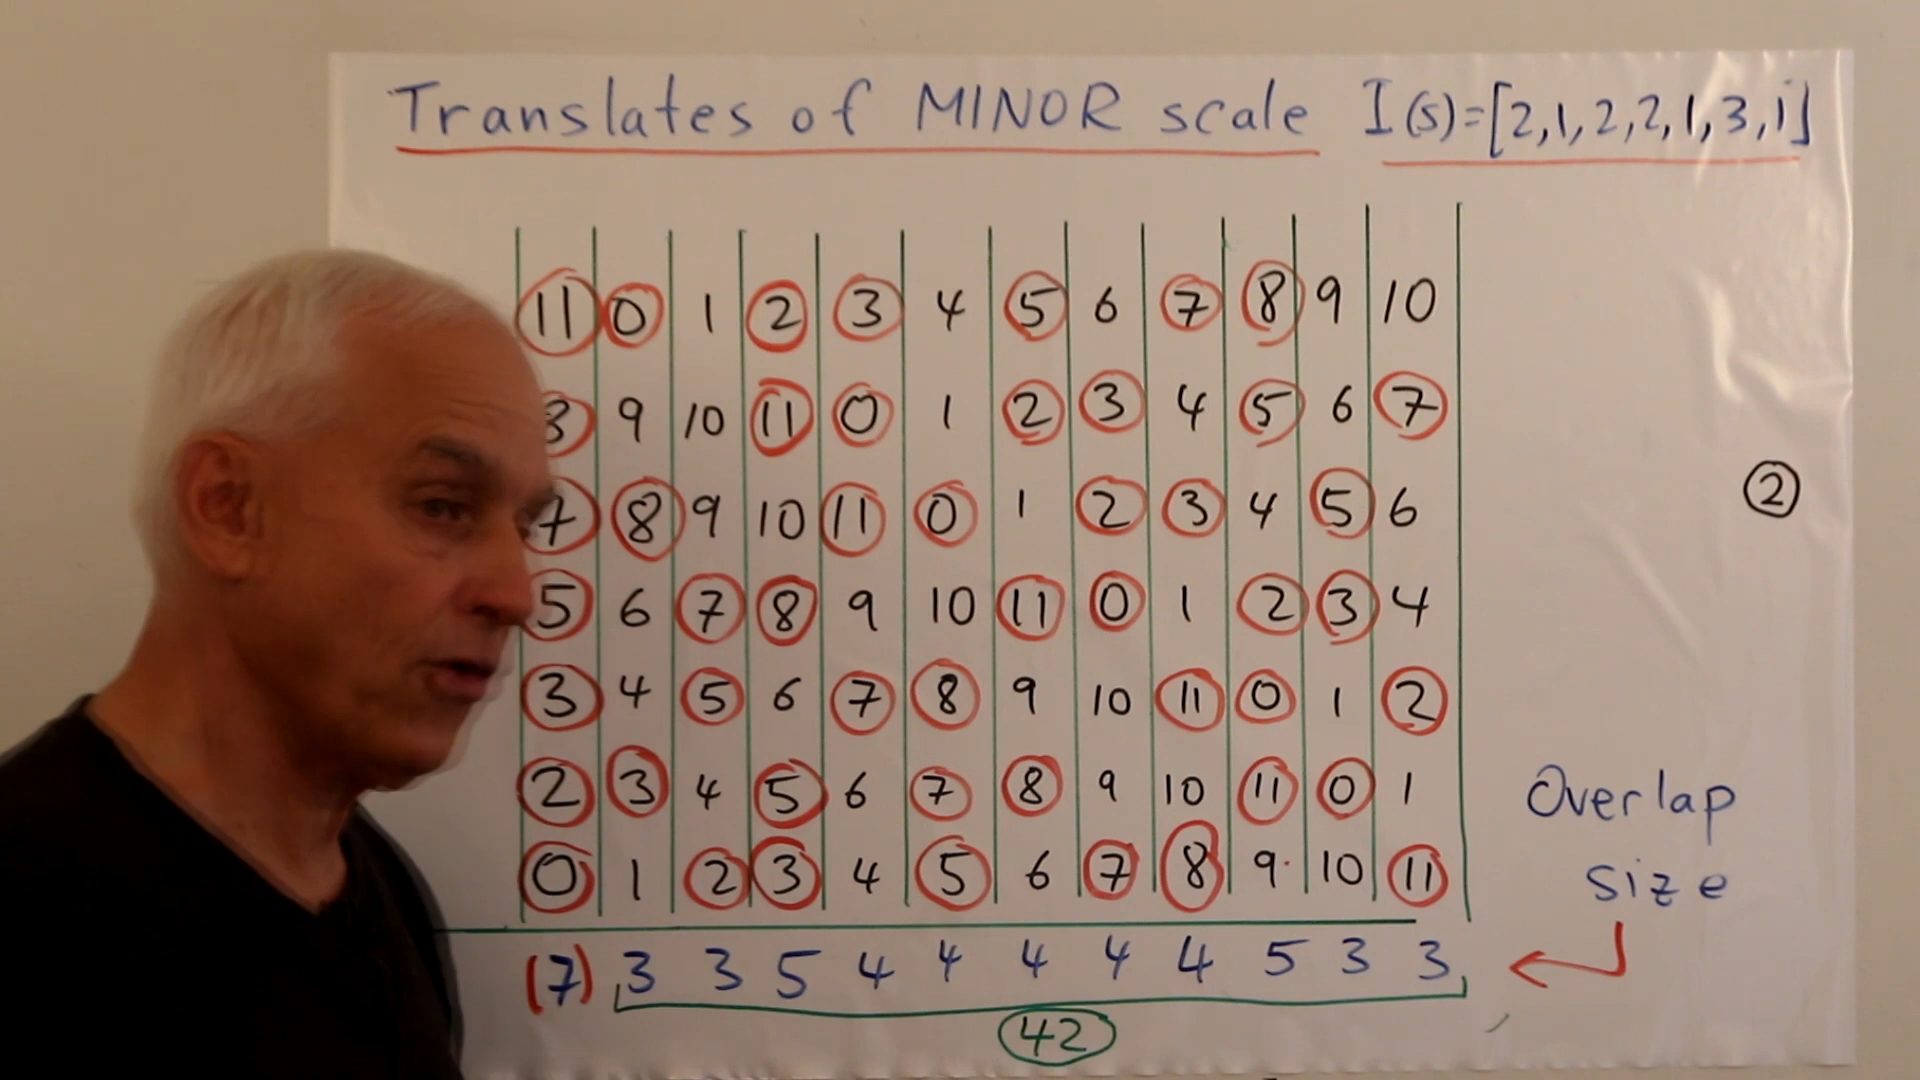 Translates of MINOR scale I(s)=[2,1,2,2,1,3,1]
11 0 1 2 3 4 5 6 7 8 9 10
8 9 10 11 0 1 2 3 4 5 6 7
7 8 9 10 11 0 1 2 3 4 5 6
5 6 7 8 9 10 11 0 1 2 3 4
3 4 5 6 7 8 9 10 11 0 1 2
2 3 4 5 6 7 8 9 10 11 0 1
0 1 2 3 4 5 6 7 8 9 10 11
(7) 3 3 5 4 4 4 4 4 5 3 3
42
2
Overlap
size